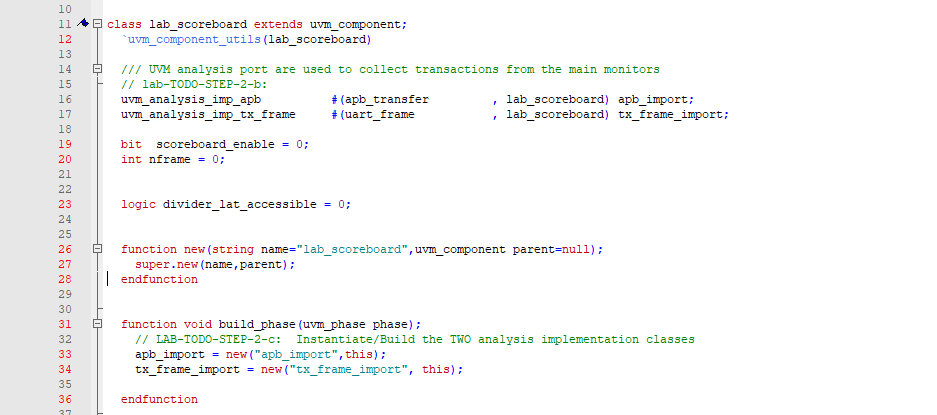 10
11 class lab_scoreboard extends uvm_component;
12 `uvm_component_utils(lab_scoreboard)
13
14 /// UVM analysis port are used to collect transactions from the main monitors
15 // lab-TODO-STEP-2-b:
16 uvm_analysis_imp_apb #(apb_transfer , lab_scoreboard) apb_import;
17 uvm_analysis_imp_tx_frame #(uart_frame , lab_scoreboard) tx_frame_import;
18
19 bit scoreboard_enable = 0;
20 int nframe = 0;
21
22
23 logic divider_lat_accessible = 0;
24
25
26 function new(string name="lab_scoreboard",uvm_component parent=null);
27 super.new(name,parent);
28 endfunction
29
30
31 function void build_phase(uvm_phase phase);
32 // LAB-TODO-STEP-2-c: Instantiate/Build the TWO analysis implementation classes
33 apb_import = new("apb_import",this);
34 tx_frame_import = new("tx_frame_import", this);
35
36 endfunction
37